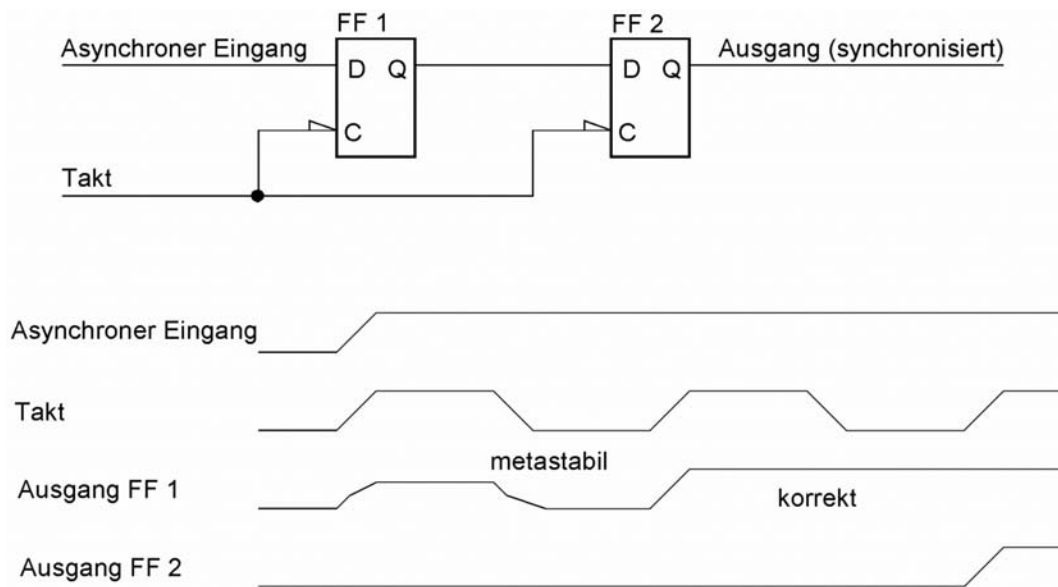 FF 1
FF 2
Asynchroner Eingang
Ausgang (synchronisiert)
D Q
D Q
C
C
Takt
Asynchroner Eingang
Takt
metastabil
Ausgang FF 1
korrekt
Ausgang FF 2